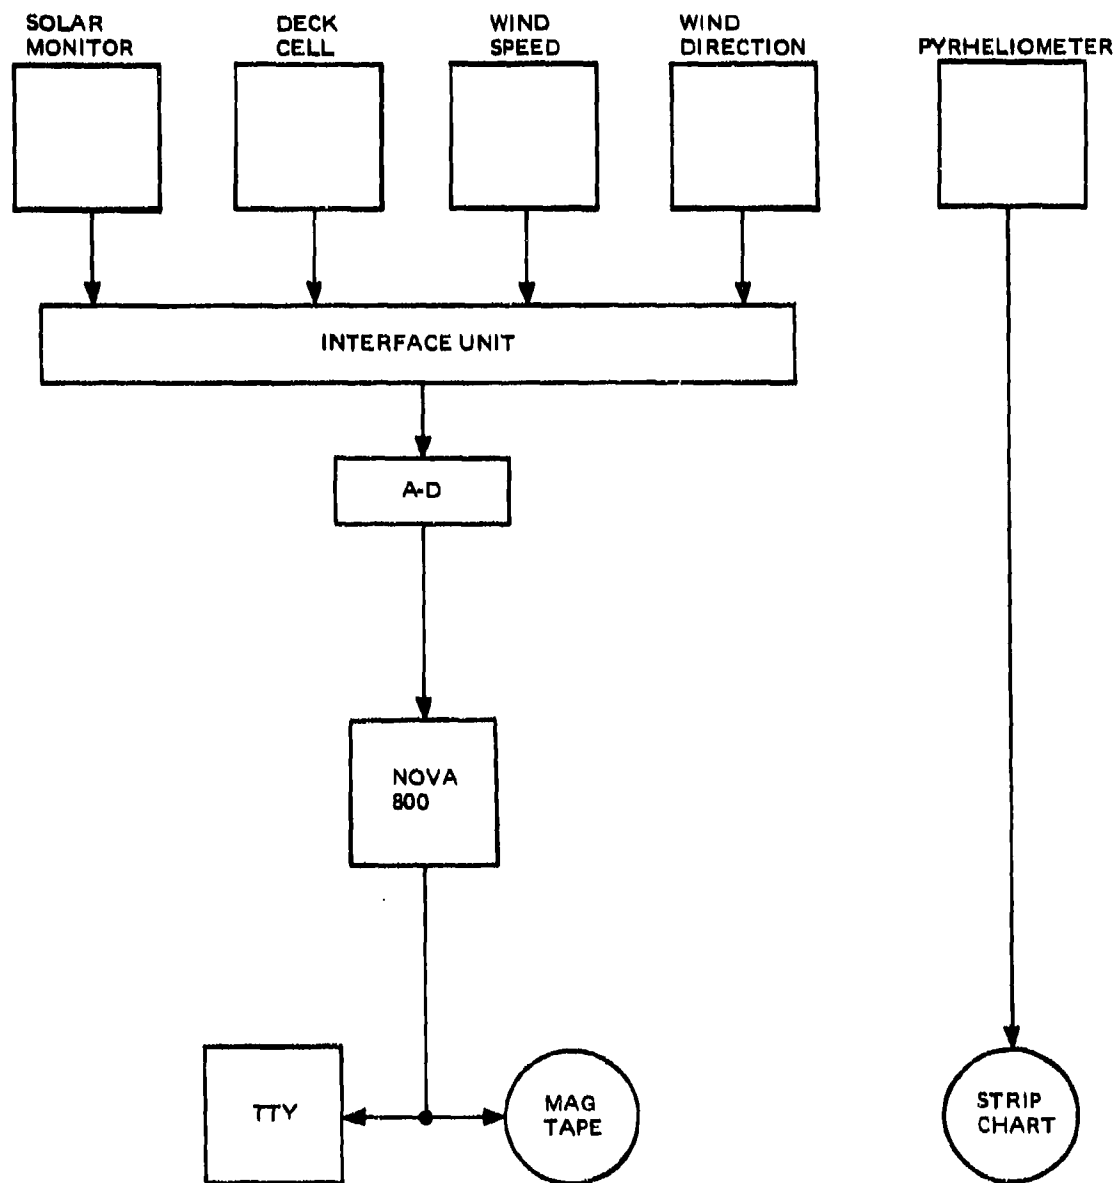 SOLAR
MONITOR
DECK
CELL
WIND
SPEED
WIND
DIRECTION
PYRHELIOMETER
INTERFACE UNIT
A-D
NOVA
800
TTY
MAG
TAPE
STRIP
CHART